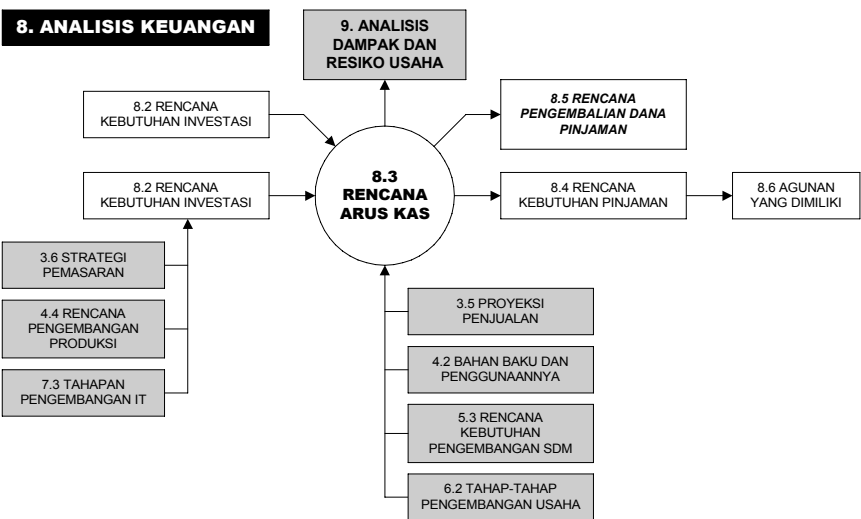 8. ANALISIS KEUANGAN
9. ANALISIS
DAMPAK DAN
RESIKO USAHA
8.2 RENCANA
KEBUTUHAN INVESTASI
8.5 RENCANA
PENGEMBALIAN DANA
PINJAMAN
8.3
RENCANA
ARUS KAS
8.2 RENCANA
KEBUTUHAN INVESTASI
8.4 RENCANA
KEBUTUHAN PINJAMAN
8.6 AGUNAN
YANG DIMILIKI
3.6 STRATEGI
PEMASARAN
4.4 RENCANA
PENGEMBANGAN
PRODUKSI
7.3 TAHAPAN
PENGEMBANGAN IT
3.5 PROYEKSI
PENJUALAN
4.2 BAHAN BAKU DAN
PENGGUNAANNYA
5.3 RENCANA
KEBUTUHAN
PENGEMBANGAN SDM
6.2 TAHAP-TAHAP
PENGEMBANGAN USAHA